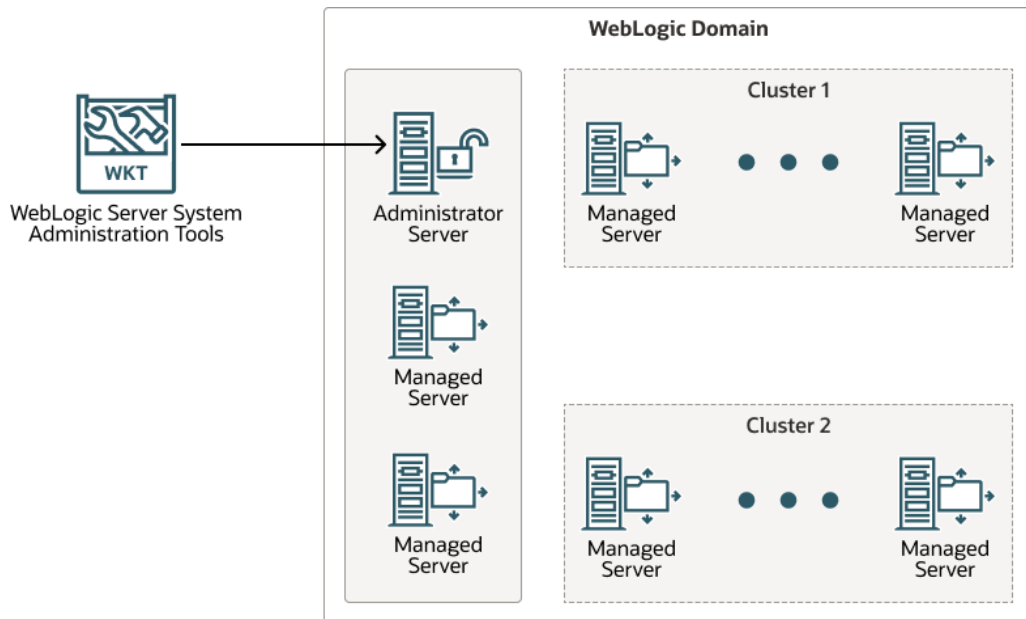 WebLogic Domain
WKT
WebLogic Server System
Administration Tools
Administrator
Server
Managed
Server
Managed
Server
Cluster 1
Managed
Server
Managed
Server
Cluster 2
Managed
Server
Managed
Server